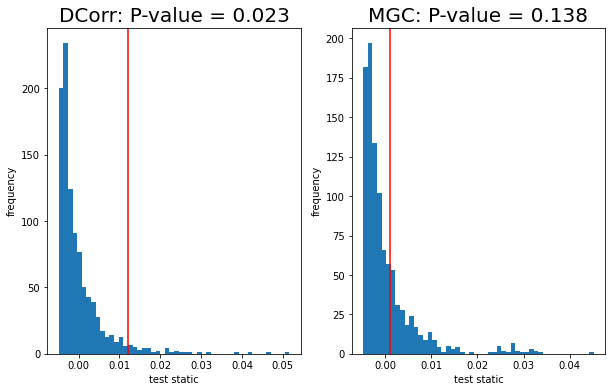 DCorr: P-value = 0.023
frequency
200
150
100
50
0
0.00 0.01 0.02 0.03 0.04 0.05
test static
MGC: P-value = 0.138
frequency
200
175
150
125
100
75
50
25
0
0.00 0.01 0.02 0.03 0.04
test static